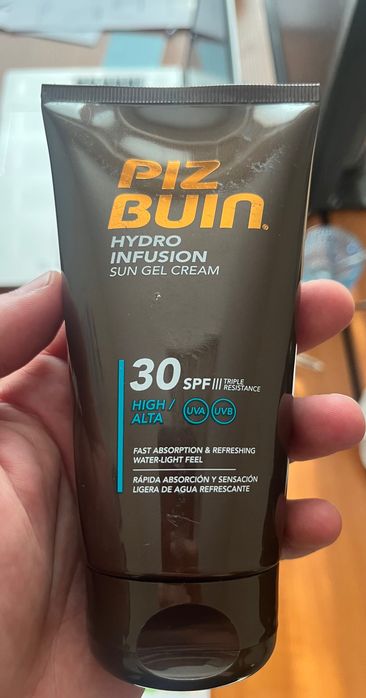 PIZ
BUIN®
HYDRO
INFUSION
SUN GEL CREAM
30 SPF TRIPLE
RESISTANCE
HIGH/
ALTA
UVA UVB
FAST ABSORPTION & REFRESHING
WATER-LIGHT FEEL
RÁPIDA ABSORCIÓN Y SENSACIÓN
LIGERA DE AGUA REFRESCANTE